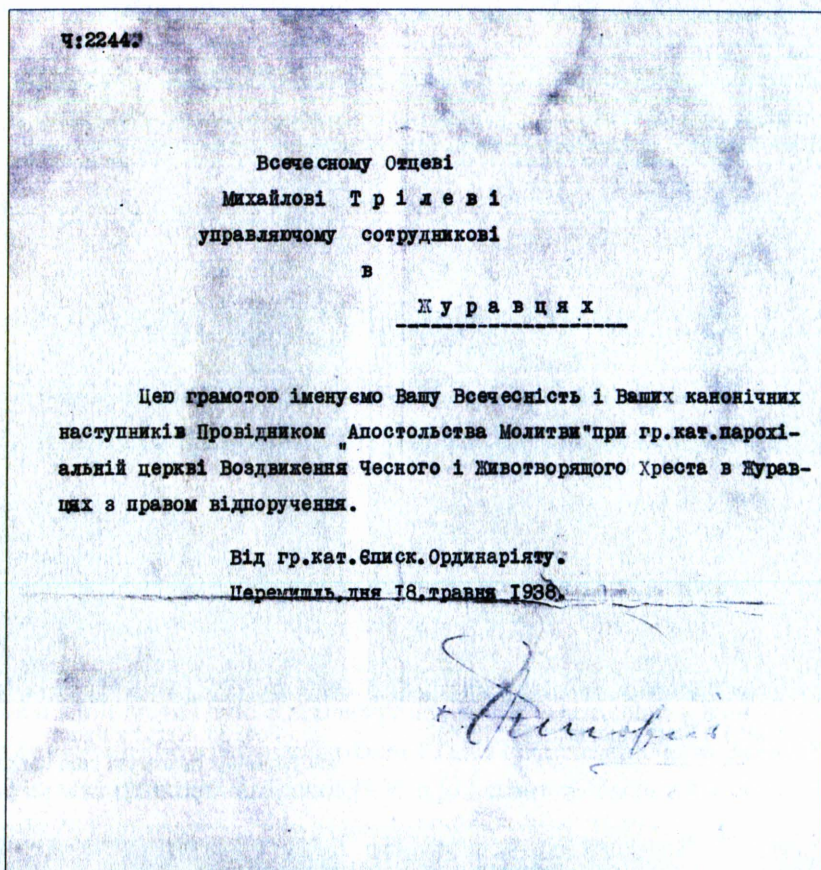 Ч:2244.
Всечесному Отцеві
Михайлові Т р і л е в і
управляючому сотрудникові
в
Ж у р а в ц я х
Цею грамотою іменуємо Вашу Всечесність і Ваших канонічних
наступників Провідником "Апостольства Молитви"при гр.кат.парохі-
альній церкві Воздвиження Чесного і Животворящого Хреста в Журав-
цях з правом відпоручення.
Від гр.кат.Єписк.Ординаріяту.
Перемишль,дня 18.травня 1938.